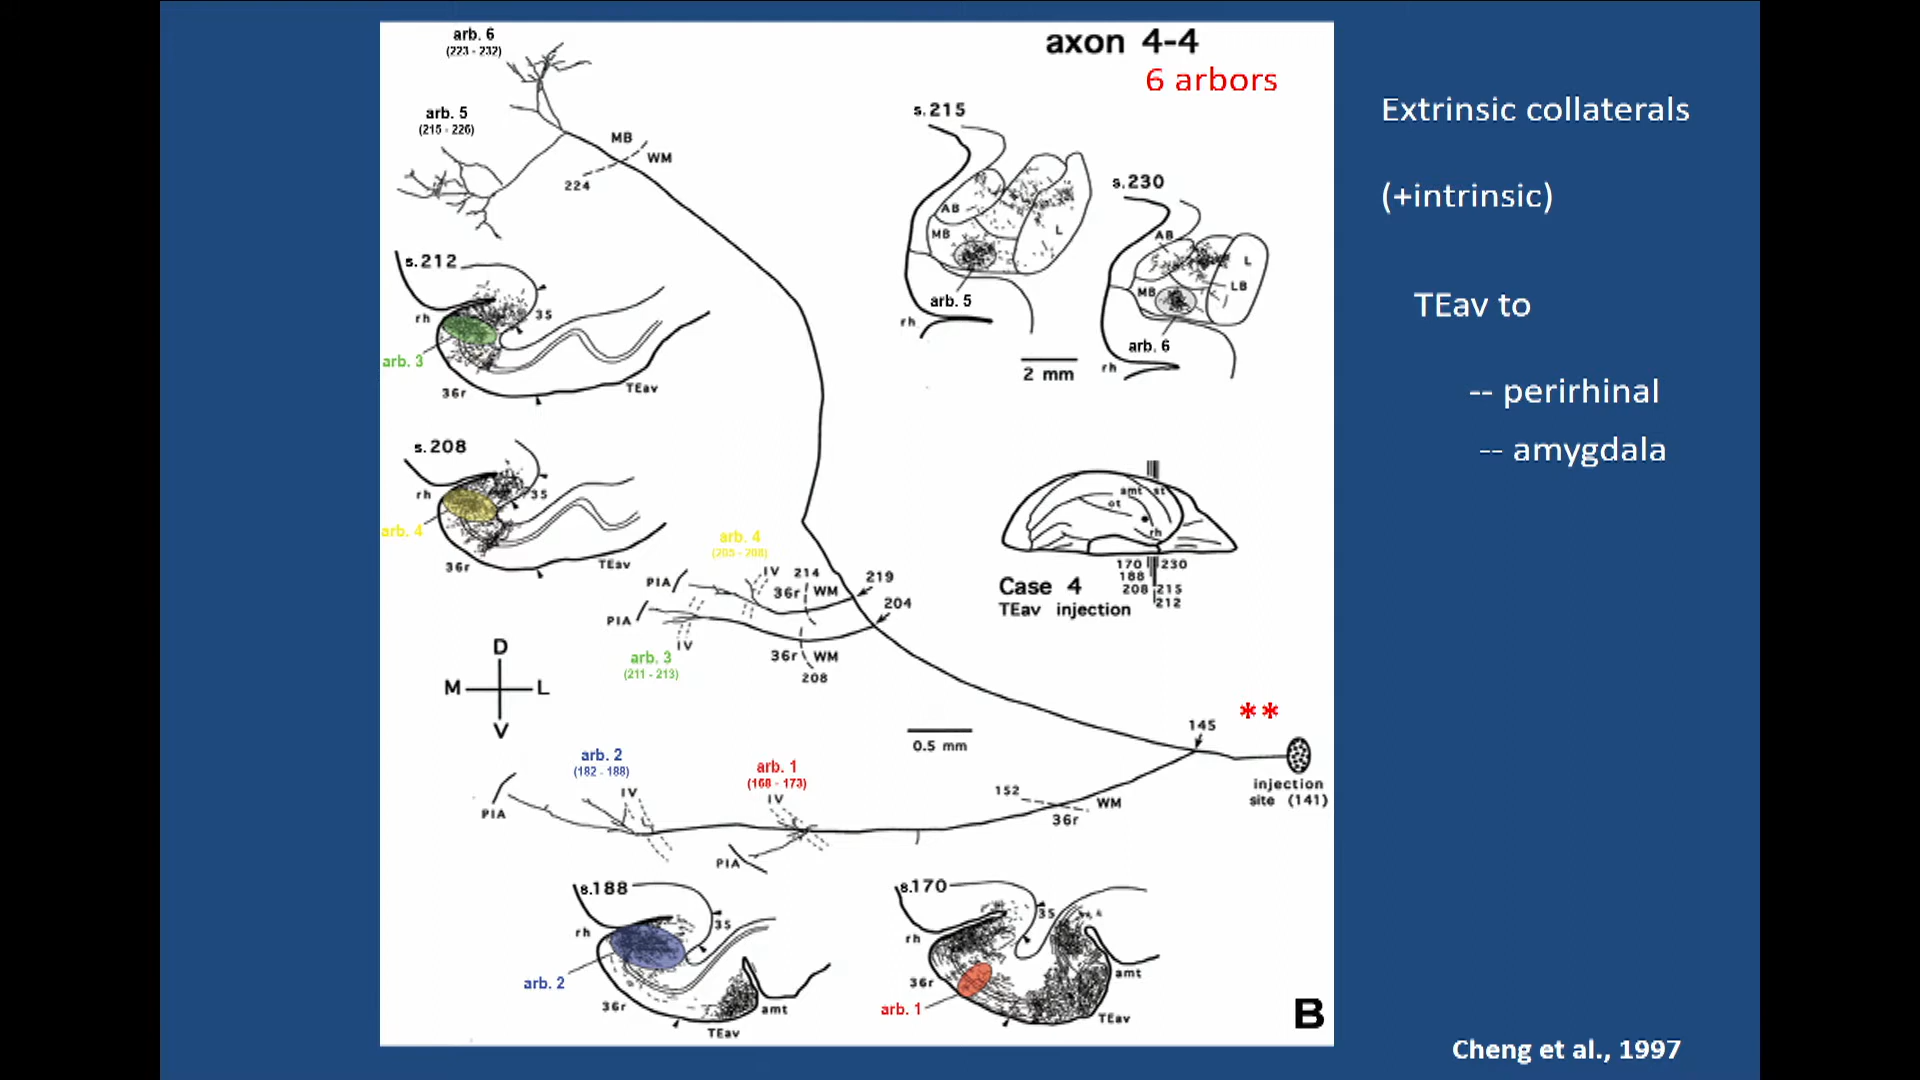 axon 4-4
6 arbors
arb. 6
(223 - 232)
arb. 5
(215 - 226)
MB
WM
224
s.215
AB
MB
L
arb. 5
rh
s.230
AB
L
LB
MB
arb. 6
rh
2 mm
s.212
rh
35
arb. 3
36r
TEav
s.208
rh
35
arb. 4
36r
TEav
arb. 4
(205 - 208)
IV
214
PIA
36r
WM
219
204
PIA
IV
36r
WM
208
arb. 3
(211 - 213)
amt
st
ot
rh
170
230
188
208
215
212
Case 4
TEav injection
D
M
L
V
0.5 mm
**
145
injection
site (141)
arb. 2
(182 - 188)
IV
PIA
arb. 1
(168 - 173)
IV
PIA
152
WM
36r
s.188
rh
35
arb. 2
36r
amt
TEav
s.170
rh
35
36r
amt
arb. 1
TEav
B
Extrinsic collaterals
(+intrinsic)
TEav to
-- perirhinal
-- amygdala
Cheng et al., 1997